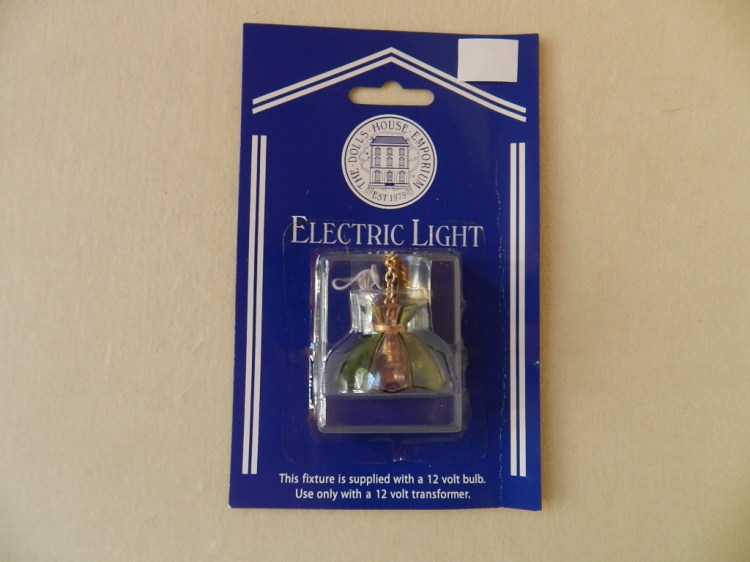 THE · DOLLS · HOUSE · EMPORIUM
EST 1979
ELECTRIC LIGHT
This fixture is supplied with a 12 volt bulb.
Use only with a 12 volt transformer.